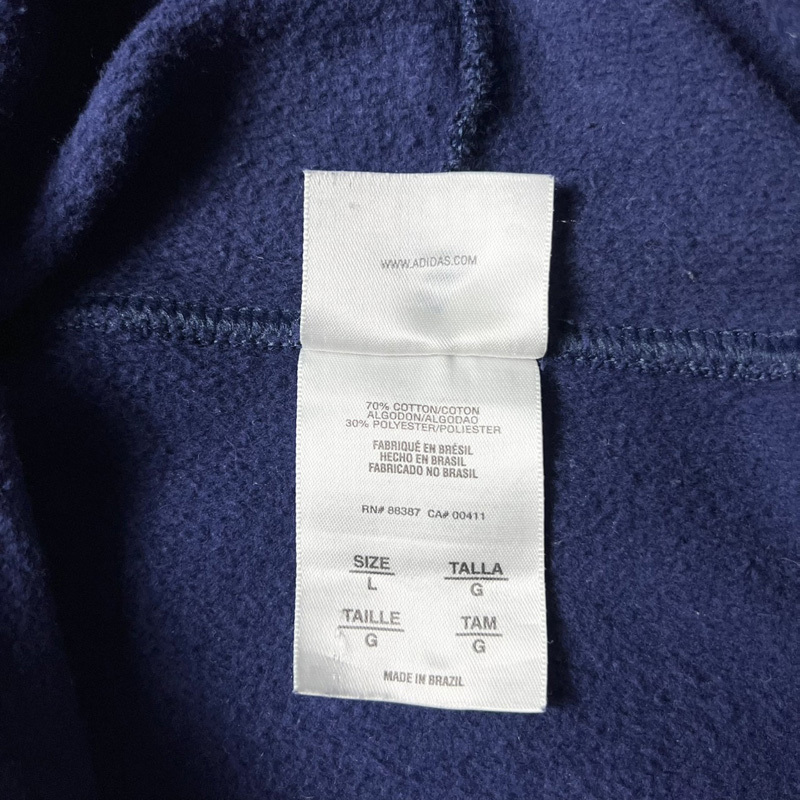 WWW.ADIDAS.COM
70% COTTON/COTON
ALGODON/ALGODAO
30% POLYESTER/POLIESTER
FABRIQUÉ EN BRÉSIL
HECHO EN BRASIL
FABRICADO NO BRASIL
RN# 88387 CA# 00411
SIZE TALLA
L G
TAILLE TAM
G G
MADE IN BRAZIL